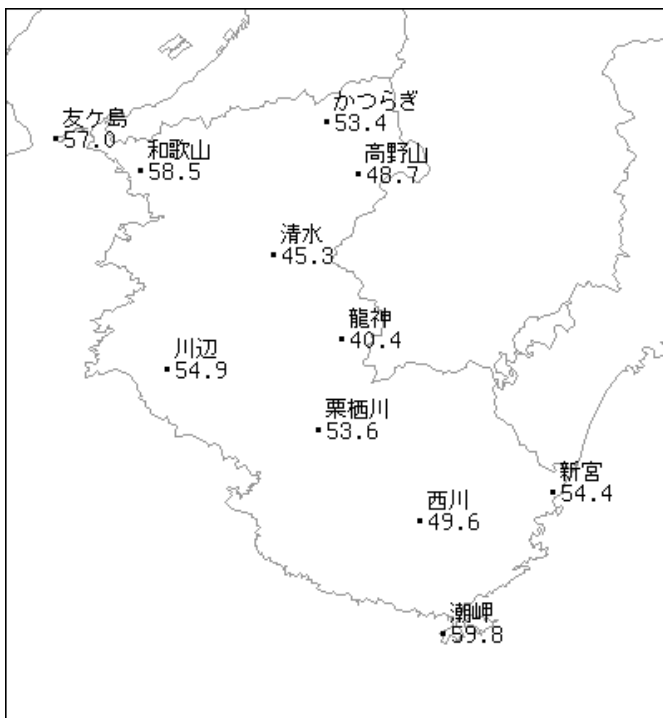 かつらぎ
53.4
友ケ島
57.0
和歌山
58.5
高野山
48.7
清水
45.3
龍神
40.4
川辺
54.9
栗栖川
53.6
新宮
54.4
西川
49.6
潮岬
59.8